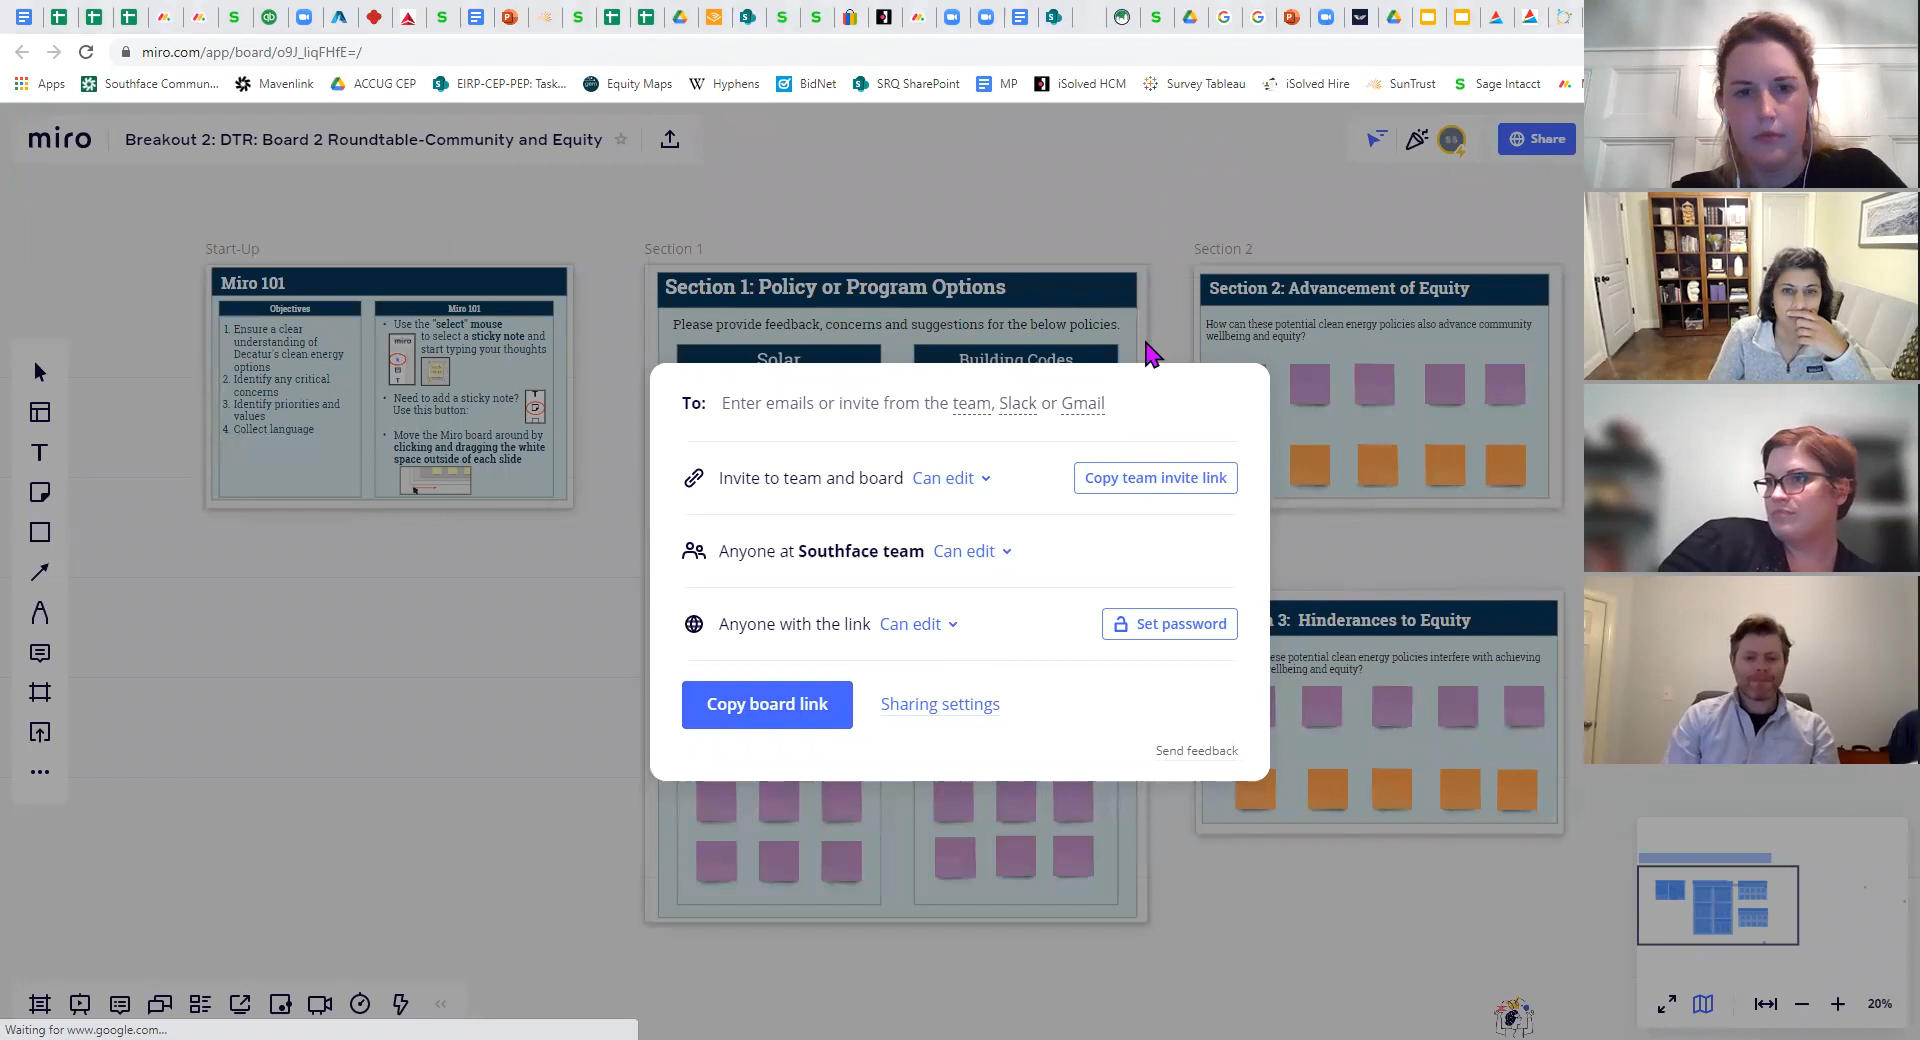 miro.com/app/board/o9J_liqFHfE=/
Apps
Southface Commun...
Mavenlink
ACCUG CEP
EIRP-CEP-PEP: Task...
Equity Maps
Hyphens
BidNet
SRQ SharePoint
MP
iSolved HCM
Survey Tableau
iSolved Hire
SunTrust
Sage Intacct
miro
Breakout 2: DTR: Board 2 Roundtable-Community and Equity
Share
Start-Up
Section 1
Section 2
Miro 101
Objectives
1. Ensure a clear
understanding of
Decatur's clean energy
options
2. Identify any critical
concerns
3. Identify priorities and
values
4. Collect language
Miro 101
• Use the "select" mouse
to select a sticky note and
start typing your thoughts
miro
• Need to add a sticky note?
Use this button:
• Move the Miro board around by
clicking and dragging the white
space outside of each slide
Section 1: Policy or Program Options
Please provide feedback, concerns and suggestions for the below policies.
Solar
Building Codes
Section 2: Advancement of Equity
How can these potential clean energy policies also advance community
wellbeing and equity?
To: Enter emails or invite from the team, Slack or Gmail
Invite to team and board Can edit
Copy team invite link
Anyone at Southface team Can edit
Anyone with the link Can edit
Set password
Copy board link
Sharing settings
Send feedback
3: Hinderances to Equity
ese potential clean energy policies interfere with achieving
ellbeing and equity?
20%
Waiting for www.google.com...